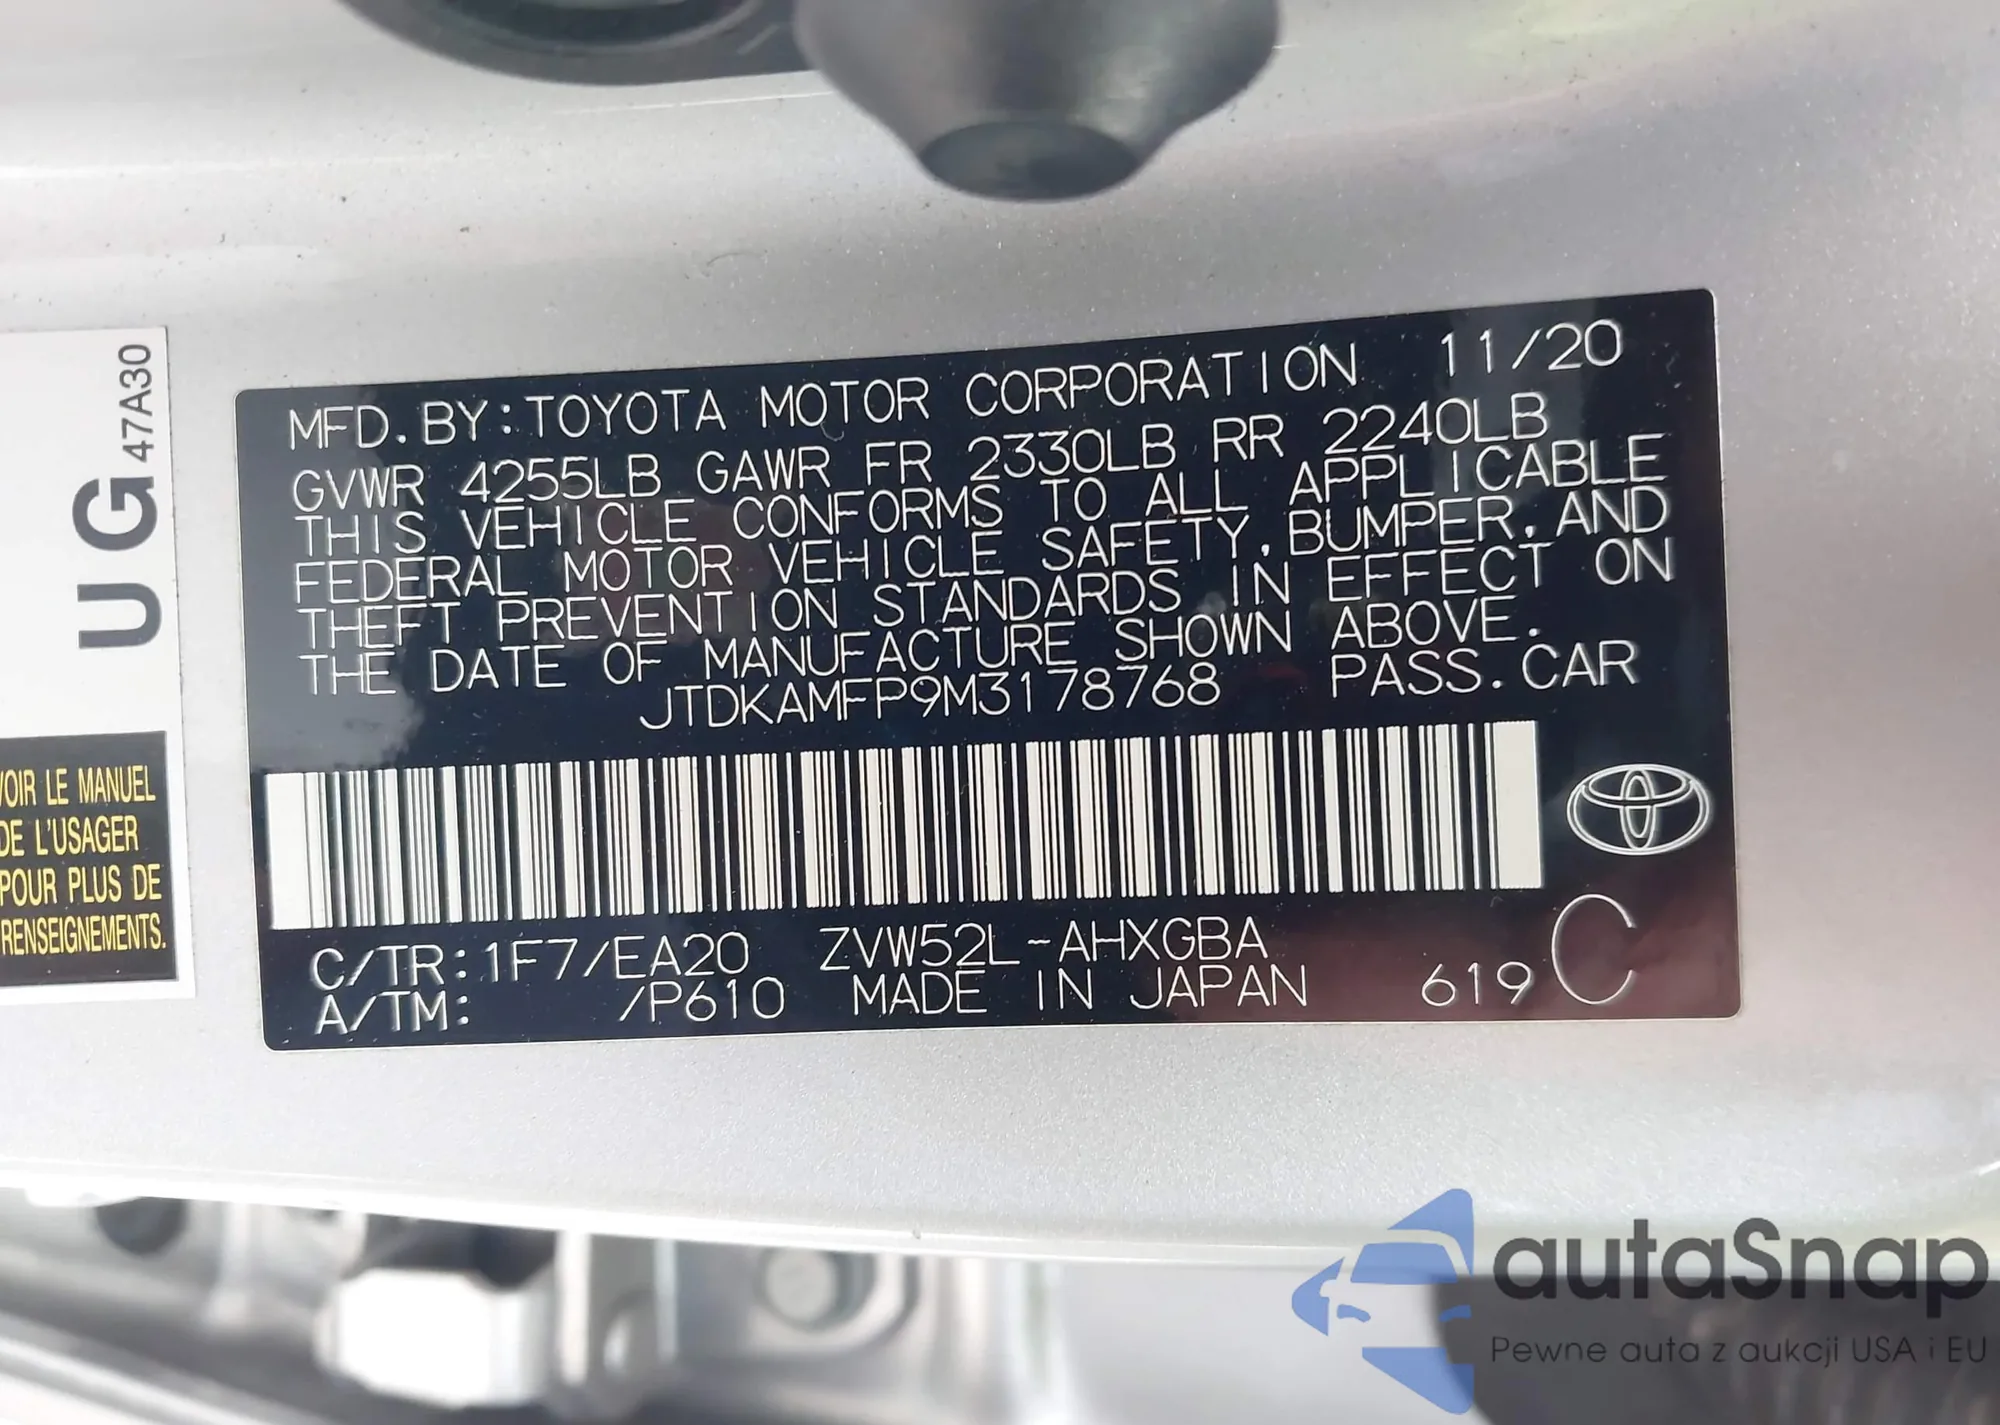 MFD. BY: TOYOTA MOTOR CORPORATION 11/20
GVWR 4255LB GAWR FR 2330LB RR 2240LB
THIS VEHICLE CONFORMS TO ALL APPLICABLE
FEDERAL MOTOR VEHICLE SAFETY, BUMPER, AND
THEFT PREVENTION STANDARDS IN EFFECT ON
THE DATE OF MANUFACTURE SHOWN ABOVE.
JTDKAMFP9M3178768 PASS. CAR
C/TR: 1F7/EA20 ZVW52L-AHXGBA
A/TM: /P610 MADE IN JAPAN 619 C
UG 47A30
VOIR LE MANUEL
DE L'USAGER
POUR PLUS DE
RENSEIGNEMENTS.
autaSnap
Pewne auta z aukcji USA i EU